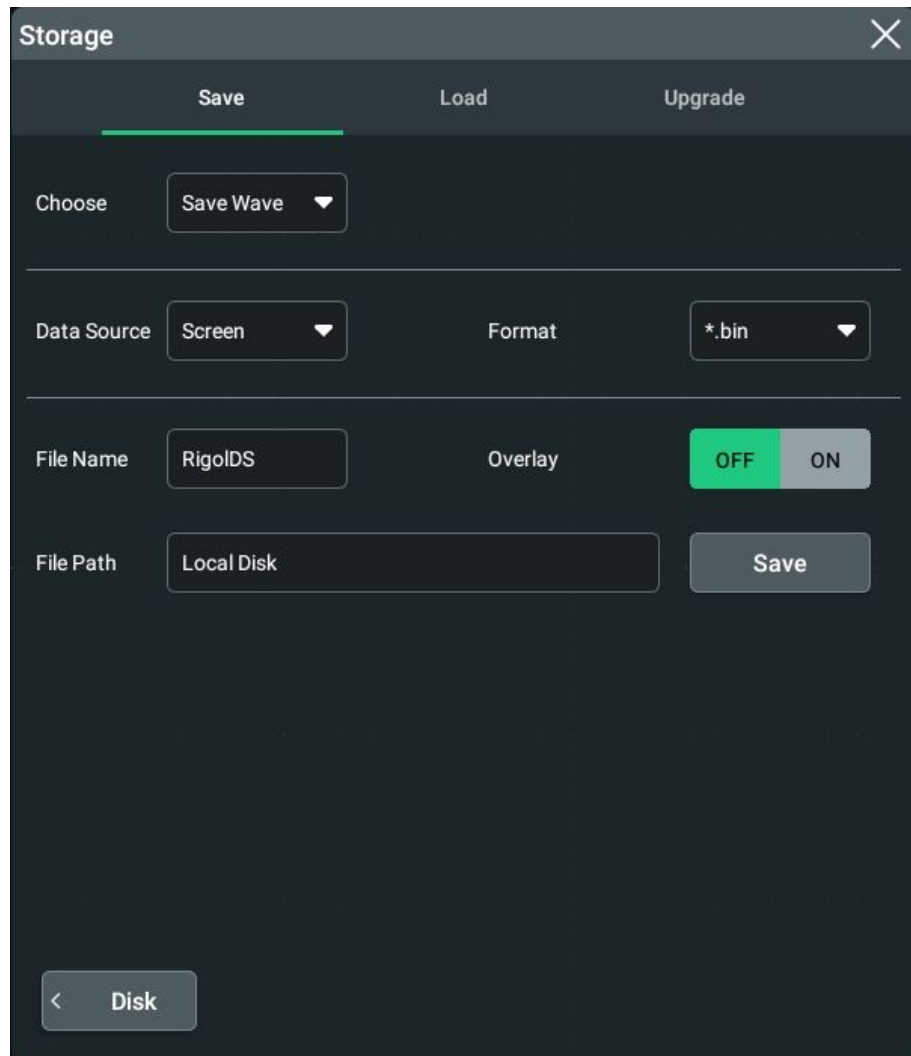 Storage
Save Load Upgrade
Choose Save Wave
Data Source Screen Format *.bin
File Name RigolDS Overlay OFF ON
File Path Local Disk Save
Disk